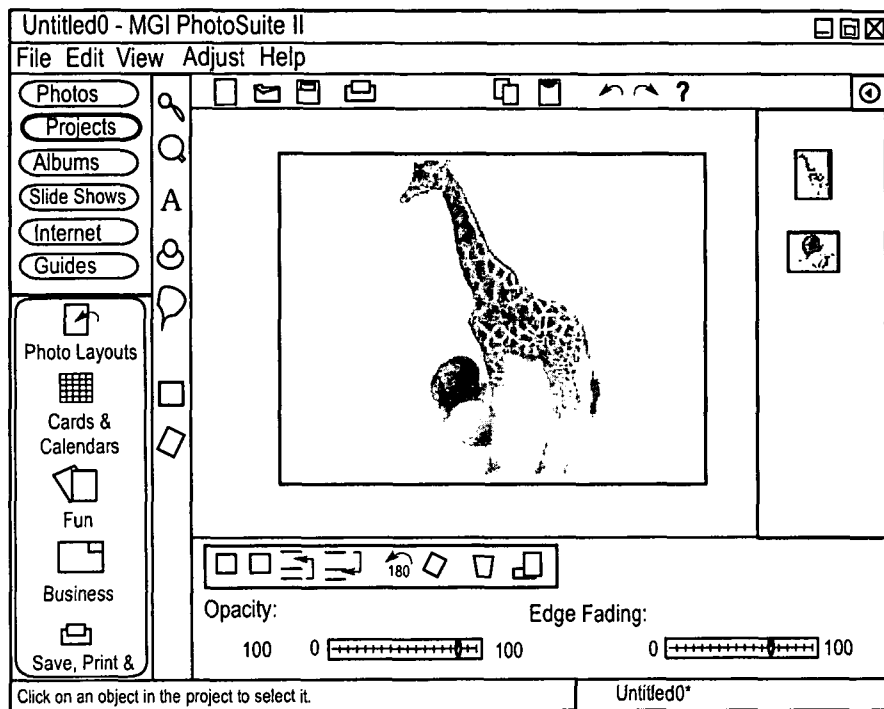 Untitled0 - MGI PhotoSuite II
File Edit View Adjust Help
Photos
Projects
Albums
Slide Shows
Internet
Guides
A
?
Photo Layouts
Cards &
Calendars
Fun
Business
Save, Print &
180
Opacity:
Edge Fading:
100 0 100
0 100
Click on an object in the project to select it.
Untitled0*